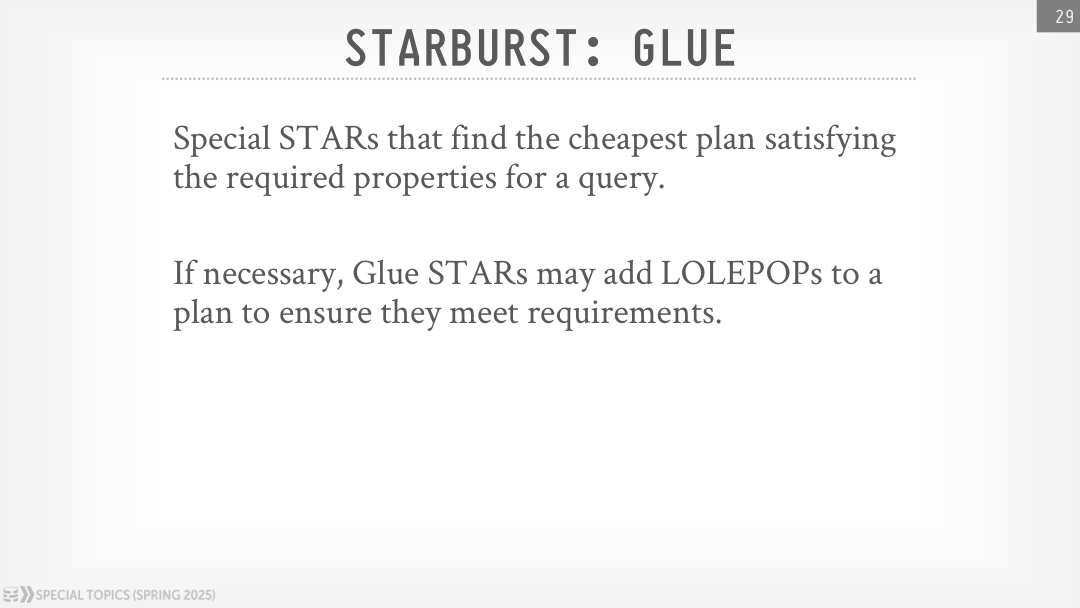 29
STARBURST: GLUE
Special STARs that find the cheapest plan satisfying
the required properties for a query.
If necessary, Glue STARs may add LOLEPOPs to a
plan to ensure they meet requirements.
SPECIAL TOPICS (SPRING 2025)